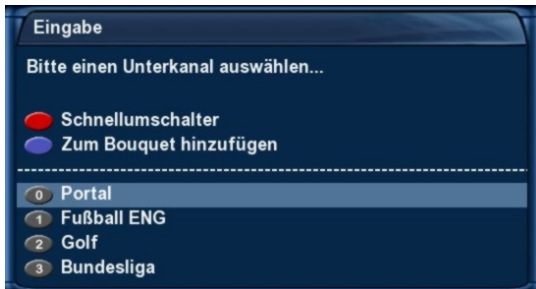 Eingabe
Bitte einen Unterkanal auswählen...
Schnellumschalter
Zum Bouquet hinzufügen
0 Portal
1 Fußball ENG
2 Golf
3 Bundesliga